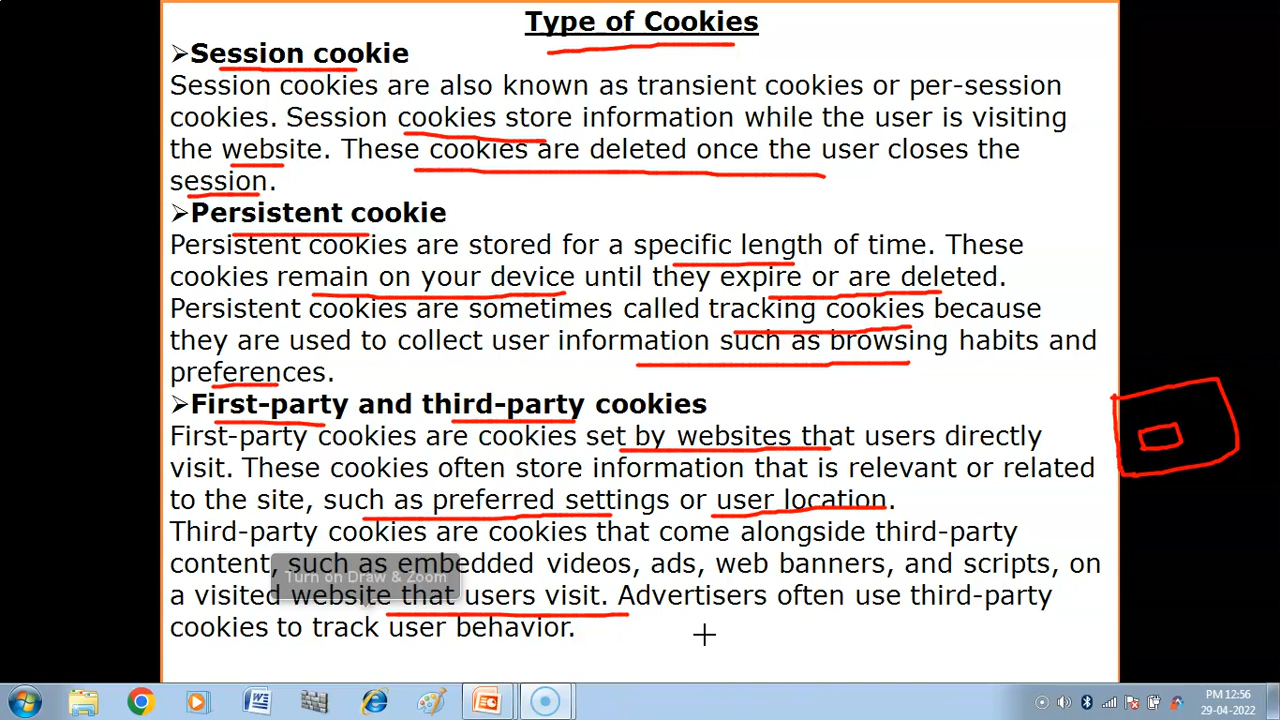 Type of Cookies
➢Session cookie
Session cookies are also known as transient cookies or per-session
cookies. Session cookies store information while the user is visiting
the website. These cookies are deleted once the user closes the
session.
➢Persistent cookie
Persistent cookies are stored for a specific length of time. These
cookies remain on your device until they expire or are deleted.
Persistent cookies are sometimes called tracking cookies because
they are used to collect user information such as browsing habits and
preferences.
➢First-party and third-party cookies
First-party cookies are cookies set by websites that users directly
visit. These cookies often store information that is relevant or related
to the site, such as preferred settings or user location.
Third-party cookies are cookies that come alongside third-party
content, such as embedded videos, ads, web banners, and scripts, on
Turn on Draw & Zoom
a visited website that users visit. Advertisers often use third-party
cookies to track user behavior.
PM 12:56
29-04-2022